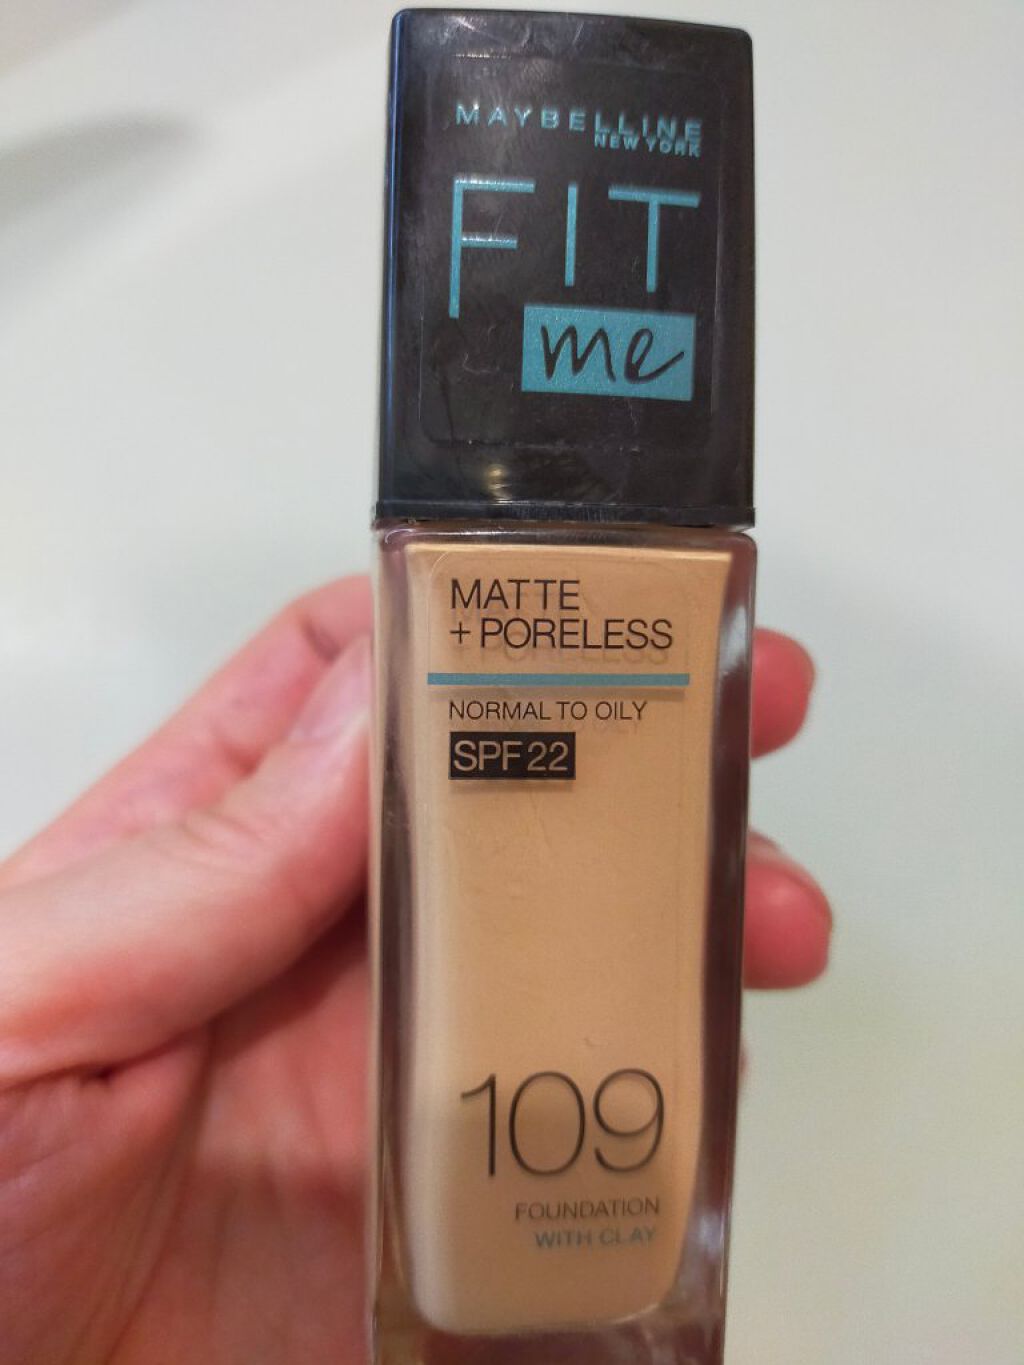 MAYBELLINE
NEW YORK
FIT
me
MATTE
+ PORELESS
NORMAL TO OILY
SPF 22
109
FOUNDATION
WITH CLAY